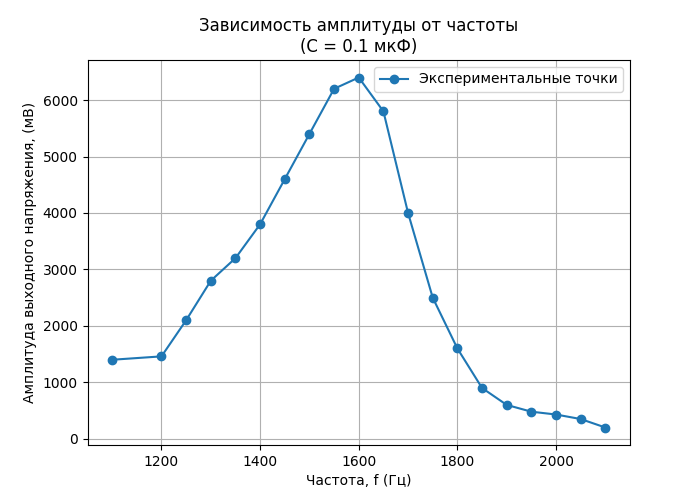 Зависимость амплитуды от частоты
(C = 0.1 мкФ)
Экспериментальные точки
Амплитуда выходного напряжения, (мВ)
6000
5000
4000
3000
2000
1000
0
1200 1400 1600 1800 2000
Частота, f (Гц)